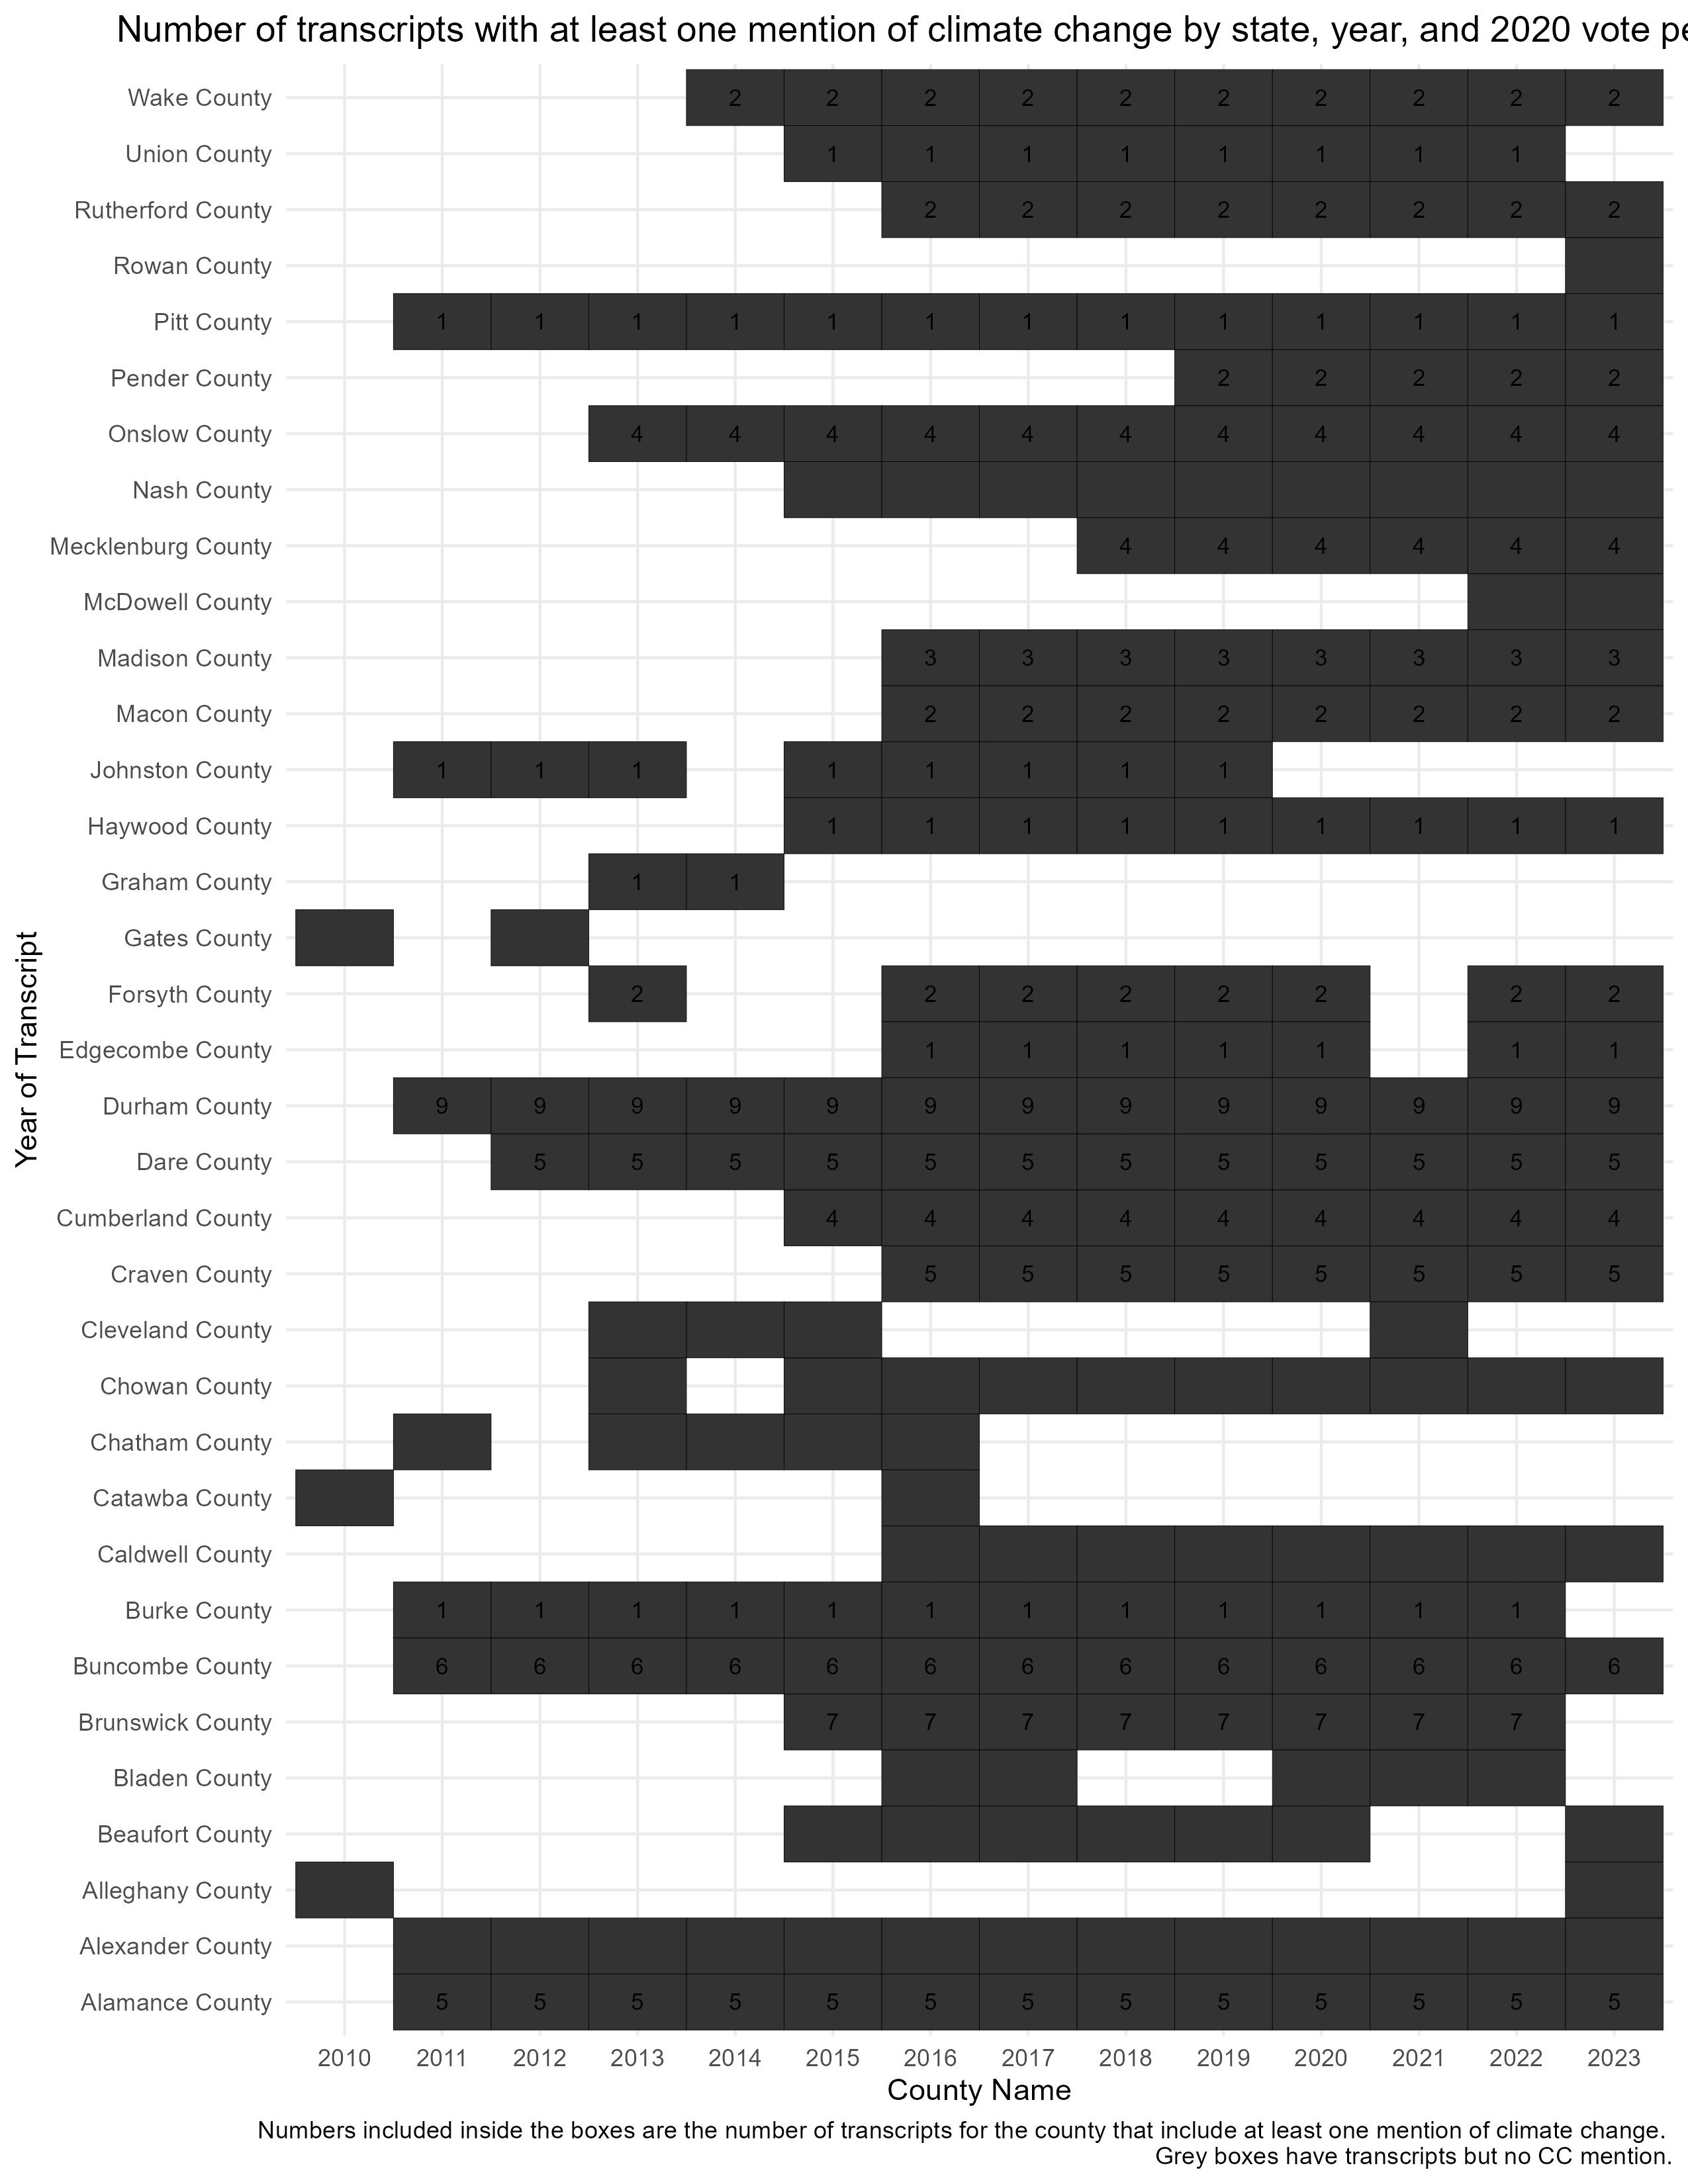 Number of transcripts with at least one mention of climate change by state, year, and 2020 vote pe
Wake County 2 2 2 2 2 2 2 2 2 2
Union County 1 1 1 1 1 1 1 1
Rutherford County 2 2 2 2 2 2 2 2
Rowan County
Pitt County 1 1 1 1 1 1 1 1 1 1 1 1 1
Pender County 2 2 2 2 2
Onslow County 4 4 4 4 4 4 4 4 4 4 4
Nash County
Mecklenburg County 4 4 4 4 4 4
McDowell County
Madison County 3 3 3 3 3 3 3 3
Macon County 2 2 2 2 2 2 2 2
Johnston County 1 1 1 1 1 1 1 1
Haywood County 1 1 1 1 1 1 1 1 1
Graham County 1 1
Gates County
Forsyth County 2 2 2 2 2 2 2 2
Edgecombe County 1 1 1 1 1 1 1
Durham County 9 9 9 9 9 9 9 9 9 9 9 9 9
Dare County 5 5 5 5 5 5 5 5 5 5 5 5
Cumberland County 4 4 4 4 4 4 4 4 4
Craven County 5 5 5 5 5 5 5 5
Cleveland County
Chowan County
Chatham County
Catawba County
Caldwell County
Burke County 1 1 1 1 1 1 1 1 1 1 1 1
Buncombe County 6 6 6 6 6 6 6 6 6 6 6 6 6
Brunswick County 7 7 7 7 7 7 7 7
Bladen County
Beaufort County
Alleghany County
Alexander County
Alamance County 5 5 5 5 5 5 5 5 5 5 5 5 5
Year of Transcript
2010 2011 2012 2013 2014 2015 2016 2017 2018 2019 2020 2021 2022 2023
County Name
Numbers included inside the boxes are the number of transcripts for the county that include at least one mention of climate change.
Grey boxes have transcripts but no CC mention.